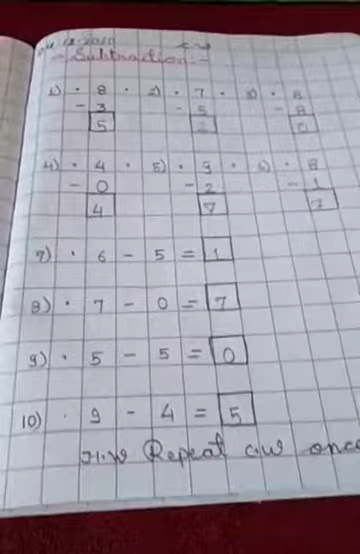 C.W
Subtraction:-
1) • 8 • 2) • 7 • 3) • 8
- 3 - 5 - 8
5 2 0
4) • 4 • 5) • 9 • 6) • 8
- 0 - 2 - 1
4 7 7
7) • 6 - 5 = 1
8) • 7 - 0 = 7
9) • 5 - 5 = 0
10) • 9 - 4 = 5
H.W Repeat C.W once